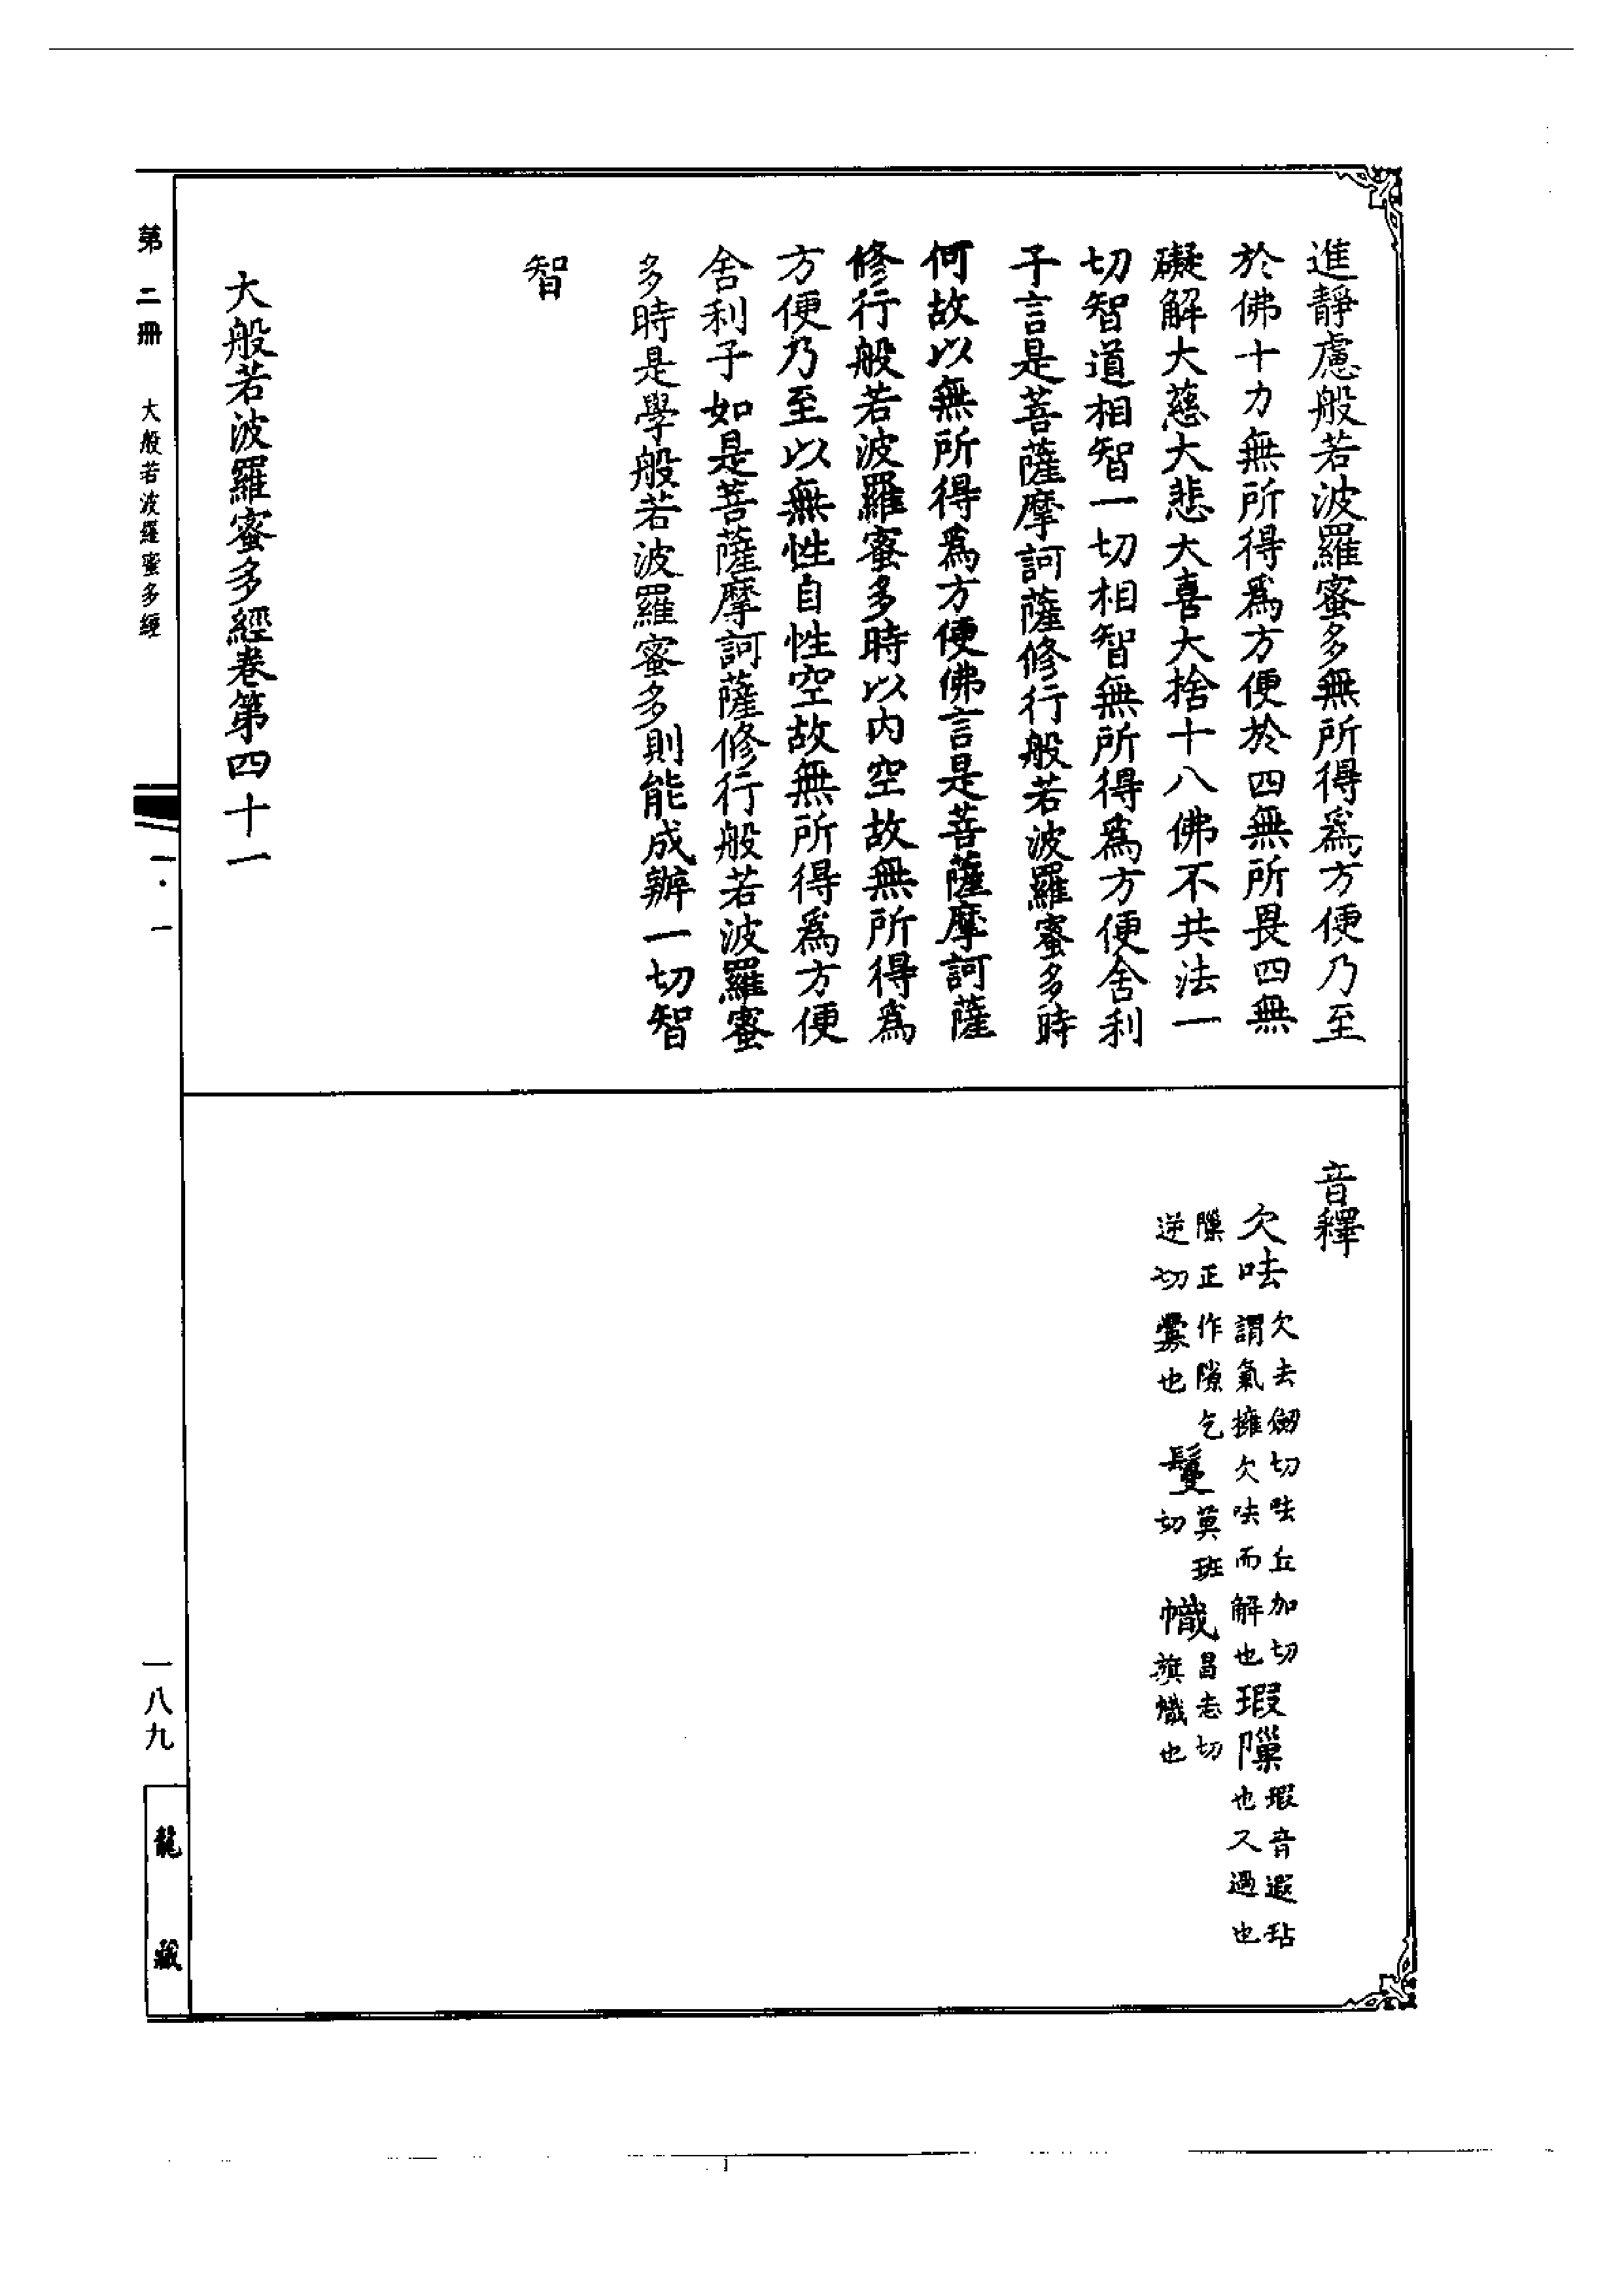 進靜慮般若波羅蜜多無所得爲方便乃至
於佛十力無所得爲方便於四無所畏四無
礙解大慈大悲大喜大捨十八佛不共法一
切智道相智一切相智無所得爲方便舍利
子言是菩薩摩訶薩修行般若波羅蜜多時
何故以無所得爲方便佛言是菩薩摩訶薩
修行般若波羅蜜多時以内空故無所得爲
方便乃至以無性自性空故無所得爲方便
舍利子如是菩薩摩訶薩修行般若波羅蜜
多時是學般若波羅蜜多則能成辦一切智
智
大般若波羅蜜多經卷第四十一
音釋
欠呿 欠去劔切呿丘加切謂氣擁欠呿而解也 瑕𨻶 瑕音遐玷也又過也
𨻶正作隙乞逆切釁也 鬘 莫班切 幟 昌志切旗幟也
第二冊 大般若波羅蜜多經 一・一 一八九
龍藏